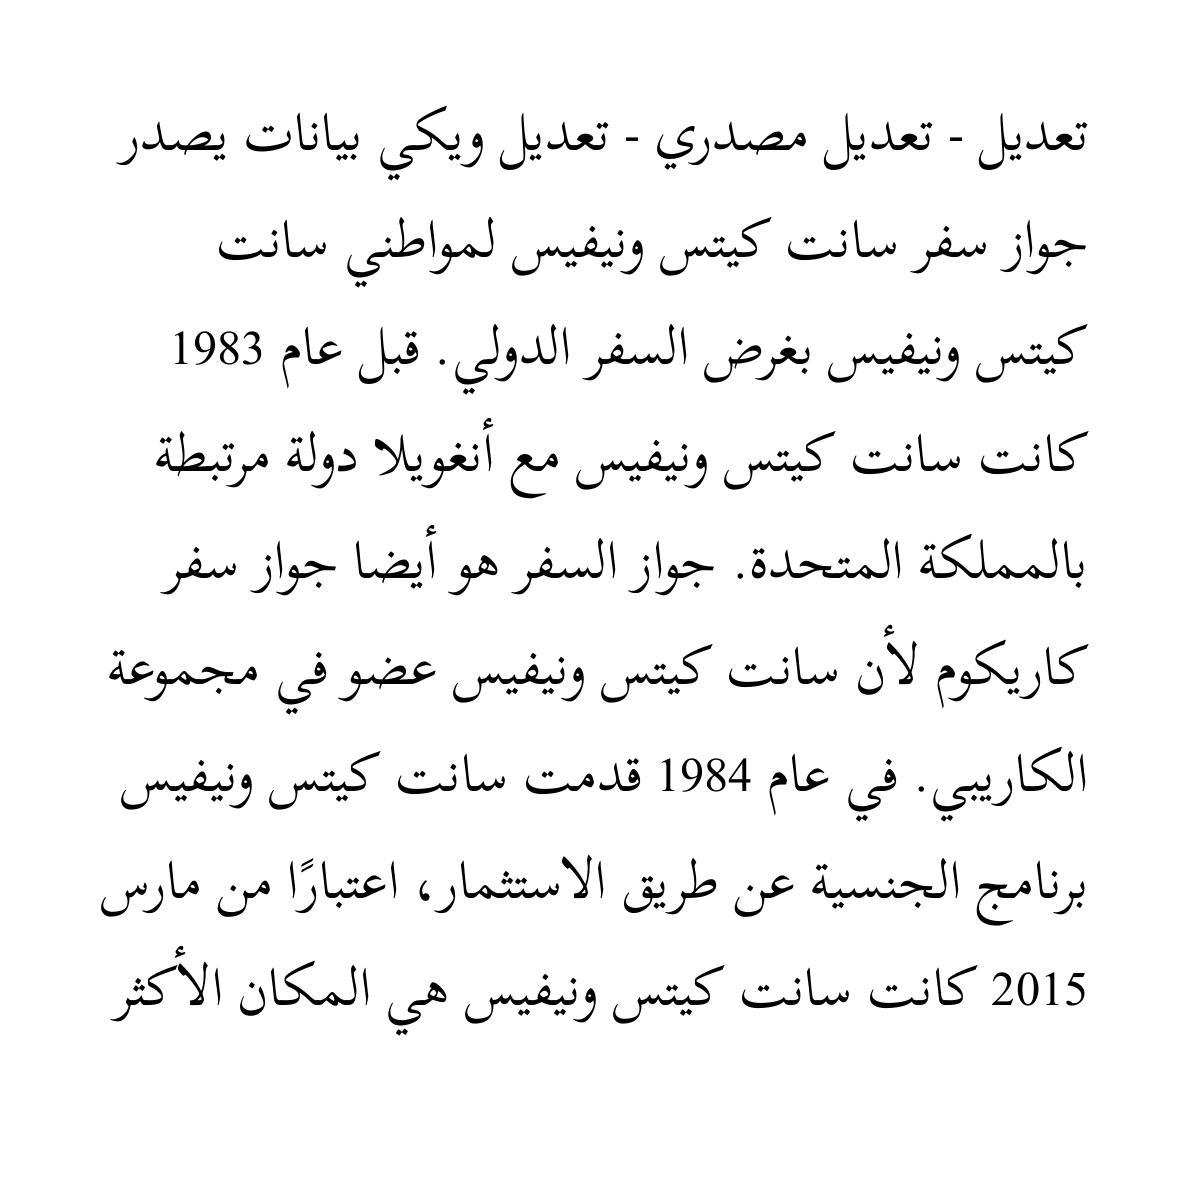 تعديل - تعديل مصدري - تعديل ويكي بيانات يصدر
جواز سفر سانت كيتس ونيفيس لمواطني سانت
كيتس ونيفيس بغرض السفر الدولي. قبل عام 1983
كانت سانت كيتس ونيفيس مع أنغويلا دولة مرتبطة
بالمملكة المتحدة. جواز السفر هو أيضا جواز سفر
كاريكوم لأن سانت كيتس ونيفيس عضو في مجموعة
الكاريبي. في عام 1984 قدمت سانت كيتس ونيفيس
برنامج الجنسية عن طريق الاستثمار، اعتبارًا من مارس
2015 كانت سانت كيتس ونيفيس هي المكان الأكثر